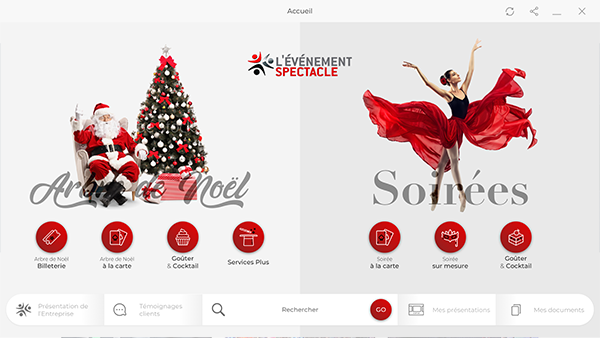 Accueil
L'ÉVÉNEMENT
SPECTACLE
Arbre de Noël
Soirées
Arbre de Noël
Billeterie
Arbre de Noël
à la carte
Goûter
& Cocktail
Services Plus
Soirée
à la carte
Soirée
sur mesure
Goûter
& Cocktail
Présentation de
l'Entreprise
Témoignages
clients
Rechercher
GO
Mes présentations
Mes documents